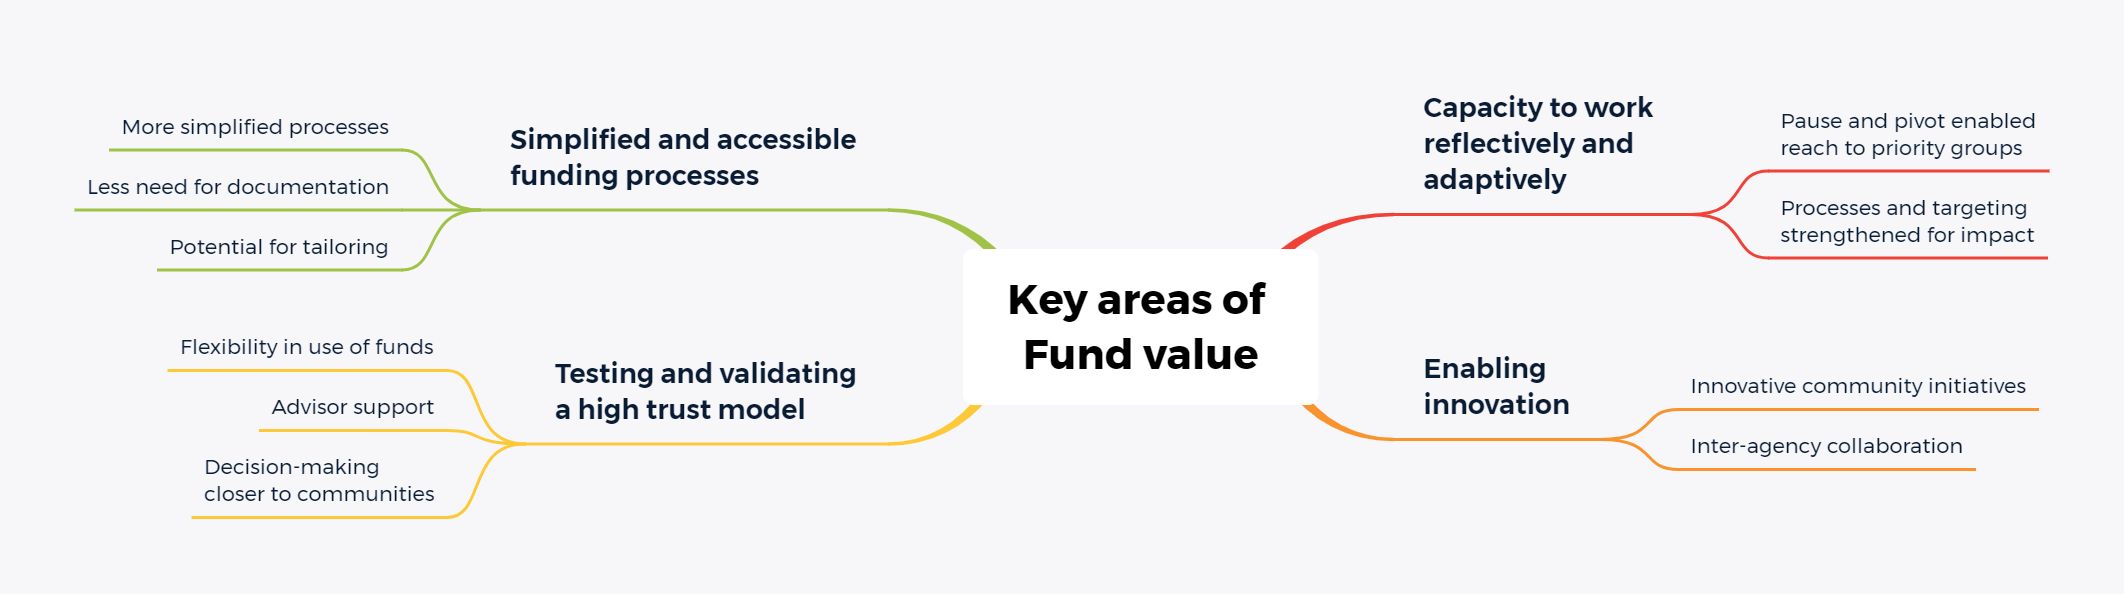 Key areas of
Fund value
Simplified and accessible
funding processes
More simplified processes
Less need for documentation
Potential for tailoring
Testing and validating
a high trust model
Flexibility in use of funds
Advisor support
Decision-making
closer to communities
Capacity to work
reflectively and
adaptively
Pause and pivot enabled
reach to priority groups
Processes and targeting
strengthened for impact
Enabling
innovation
Innovative community initiatives
Inter-agency collaboration